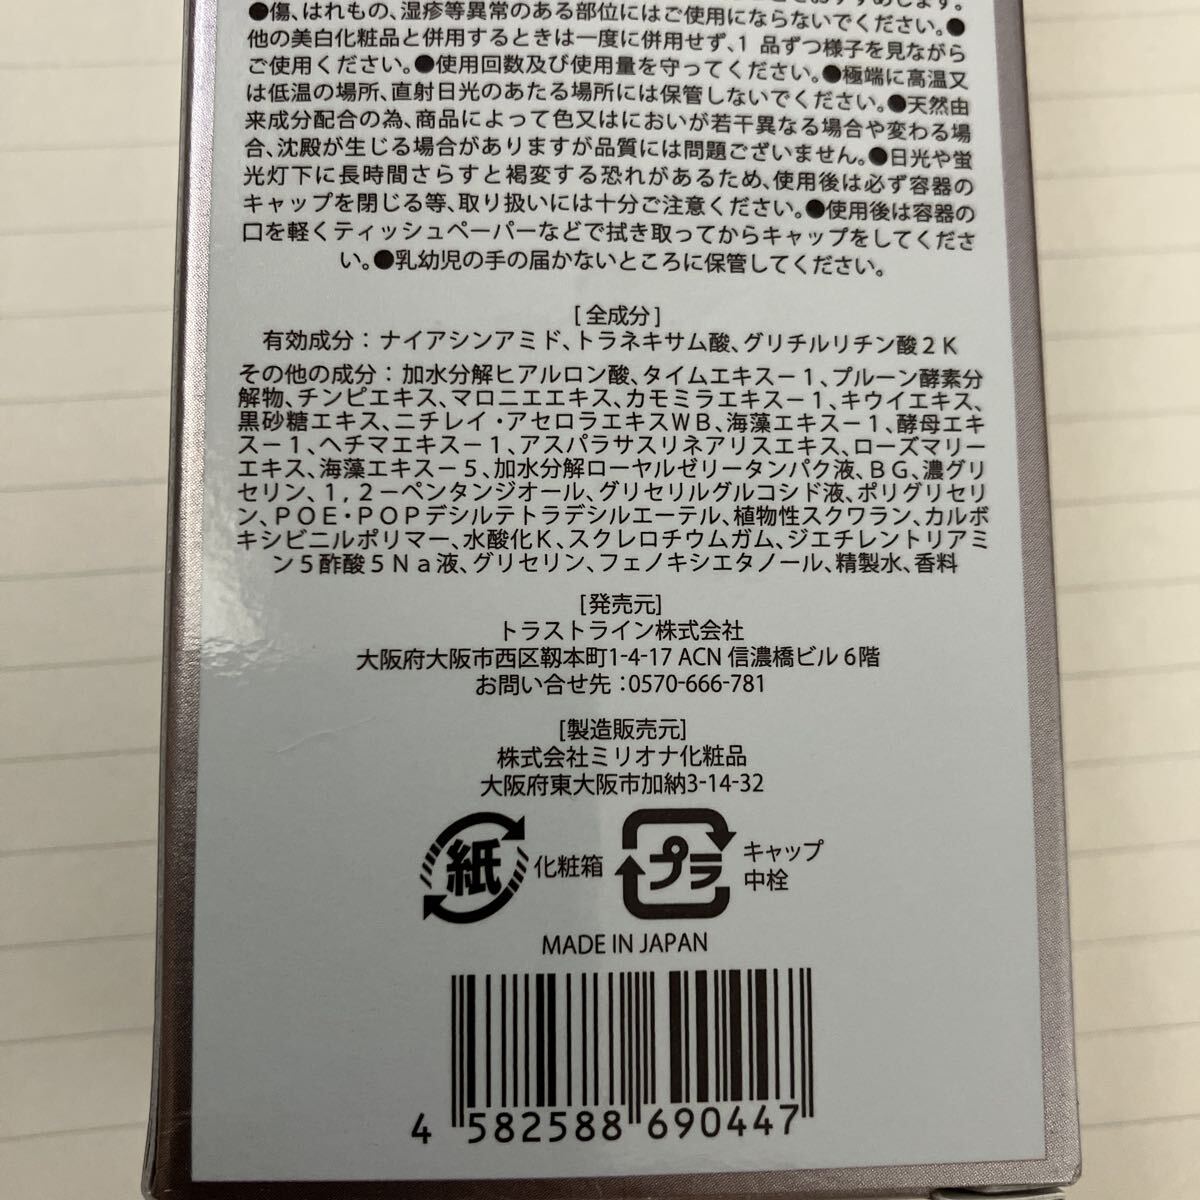 おすすめします。
●傷、はれもの、湿疹等異常のある部位にはご使用にならないでください。●
他の美白化粧品と併用するときは一度に併用せず、1 品ずつ様子を見ながら
ご使用ください。●使用回数及び使用量を守ってください。●極端に高温又
は低温の場所、直射日光のあたる場所には保管しないでください。●天然由
来成分配合の為、商品によって色又はにおいが若干異なる場合や変わる場
合、沈殿が生じる場合がありますが品質には問題ございません。●日光や蛍
光灯下に長時間さらすと褐変する恐れがあるため、使用後は必ず容器の
キャップを閉じる等、取り扱いには十分ご注意ください。●使用後は容器の
口を軽くティッシュペーパーなどで拭き取ってからキャップをしてくださ
い。●乳幼児の手の届かないところに保管してください。
[ 全成分 ]
有効成分：ナイアシンアミド、トラネキサム酸、グリチルリチン酸２Ｋ
その他の成分：加水分解ヒアルロン酸、タイムエキス－１、プルーン酵素分
解物、チンピエキス、マロニエエキス、カモミラエキス－１、キウイエキス、
黒砂糖エキス、ニチレイ・アセロラエキスＷＢ、海藻エキス－１、酵母エキ
ス－１、ヘチマエキス－１、アスパラサスリネアリスエキス、ローズマリー
エキス、海藻エキス－５、加水分解ローヤルゼリータンパク液、ＢＧ、濃グリ
セリン、１，２－ペンタンジオール、グリセリルグルコシド液、ポリグリセリ
ン、ＰＯＥ・ＰＯＰデシルテトラデシルエーテル、植物性スクワラン、カルボ
キシビニルポリマー、水酸化Ｋ、スクレロチウムガム、ジエチレントリアミ
ン５酢酸５Ｎａ液、グリセリン、フェノキシエタノール、精製水、香料
[発売元]
トラストライン株式会社
大阪府大阪市西区靱本町1-4-17 ACN 信濃橋ビル 6階
お問い合せ先：0570-666-781
[製造販売元]
株式会社ミリオナ化粧品
大阪府東大阪市加納3-14-32
紙 化粧箱
プラ キャップ
中栓
MADE IN JAPAN
4 582588 690447